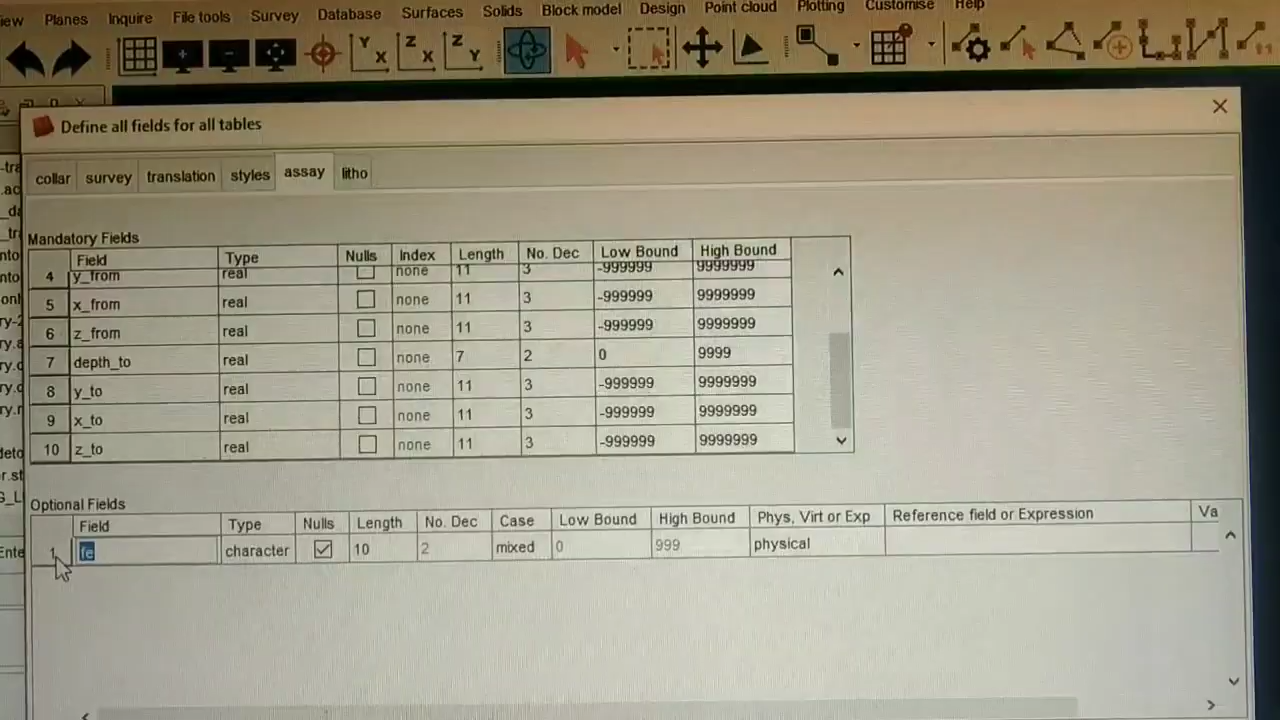 iew Planes Inquire File tools Survey Database Surfaces Solids Block model Design Point cloud Plotting Customise Help
Y X Z X Z Y
Define all fields for all tables
collar survey translation styles assay litho
Mandatory Fields
Field Type Nulls Index Length No. Dec Low Bound High Bound
4 y_from real none 11 3 -999999 9999999
5 x_from real none 11 3 -999999 9999999
6 z_from real none 11 3 -999999 9999999
7 depth_to real none 7 2 0 9999
8 y_to real none 11 3 -999999 9999999
9 x_to real none 11 3 -999999 9999999
10 z_to real none 11 3 -999999 9999999
Optional Fields
Field Type Nulls Length No. Dec Case Low Bound High Bound Phys, Virt or Exp Reference field or Expression Va
1 fe character 10 2 mixed 0 999 physical